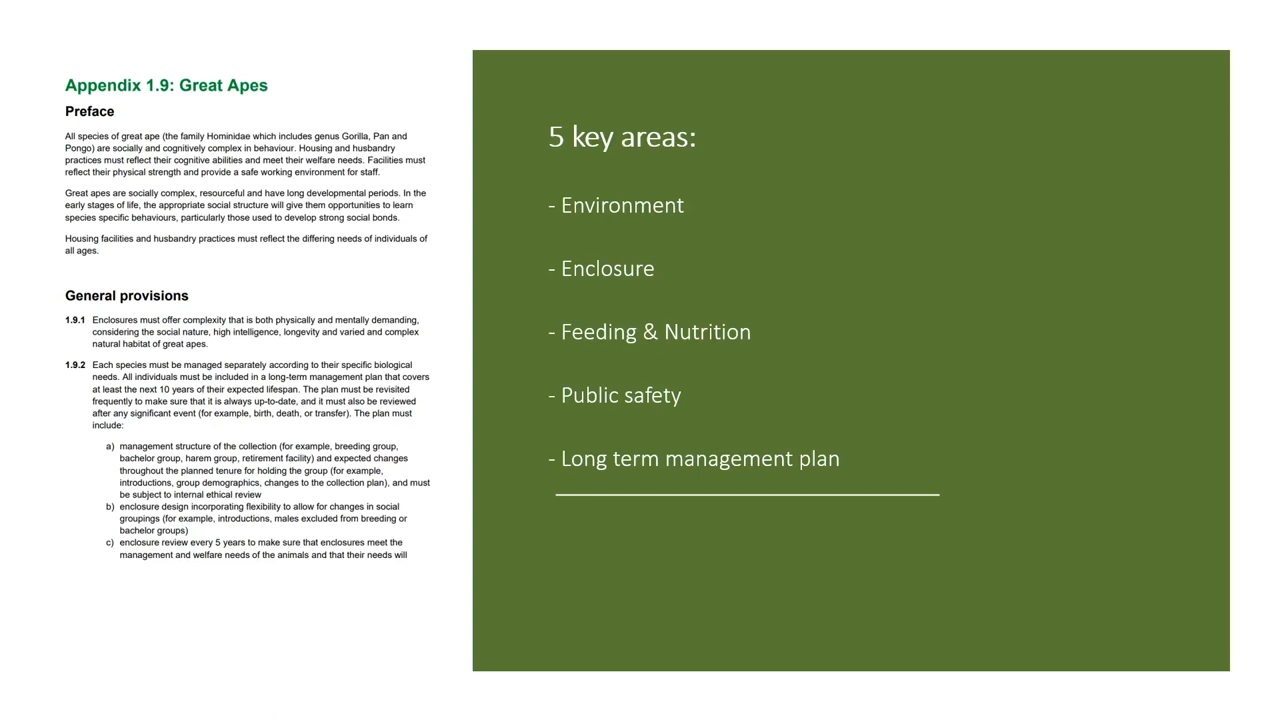 Appendix 1.9: Great Apes
Preface
All species of great ape (the family Hominidae which includes genus Gorilla, Pan and
Pongo) are socially and cognitively complex in behaviour. Housing and husbandry
practices must reflect their cognitive abilities and meet their welfare needs. Facilities must
reflect their physical strength and provide a safe working environment for staff.
Great apes are socially complex, resourceful and have long developmental periods. In the
early stages of life, the appropriate social structure will give them opportunities to learn
species specific behaviours, particularly those used to develop strong social bonds.
Housing facilities and husbandry practices must reflect the differing needs of individuals of
all ages.
General provisions
1.9.1 Enclosures must offer complexity that is both physically and mentally demanding,
considering the social nature, high intelligence, longevity and varied and complex
natural habitat of great apes.
1.9.2 Each species must be managed separately according to their specific biological
needs. All individuals must be included in a long-term management plan that covers
at least the next 10 years of their expected lifespan. The plan must be revisited
frequently to make sure that it is always up-to-date, and it must also be reviewed
after any significant event (for example, birth, death, or transfer). The plan must
include:
a) management structure of the collection (for example, breeding group,
bachelor group, harem group, retirement facility) and expected changes
throughout the planned tenure for holding the group (for example,
introductions, group demographics, changes to the collection plan), and must
be subject to internal ethical review
b) enclosure design incorporating flexibility to allow for changes in social
groupings (for example, introductions, males excluded from breeding or
bachelor groups)
c) enclosure review every 5 years to make sure that enclosures meet the
management and welfare needs of the animals and that their needs will
5 key areas:
- Environment
- Enclosure
- Feeding & Nutrition
- Public safety
- Long term management plan